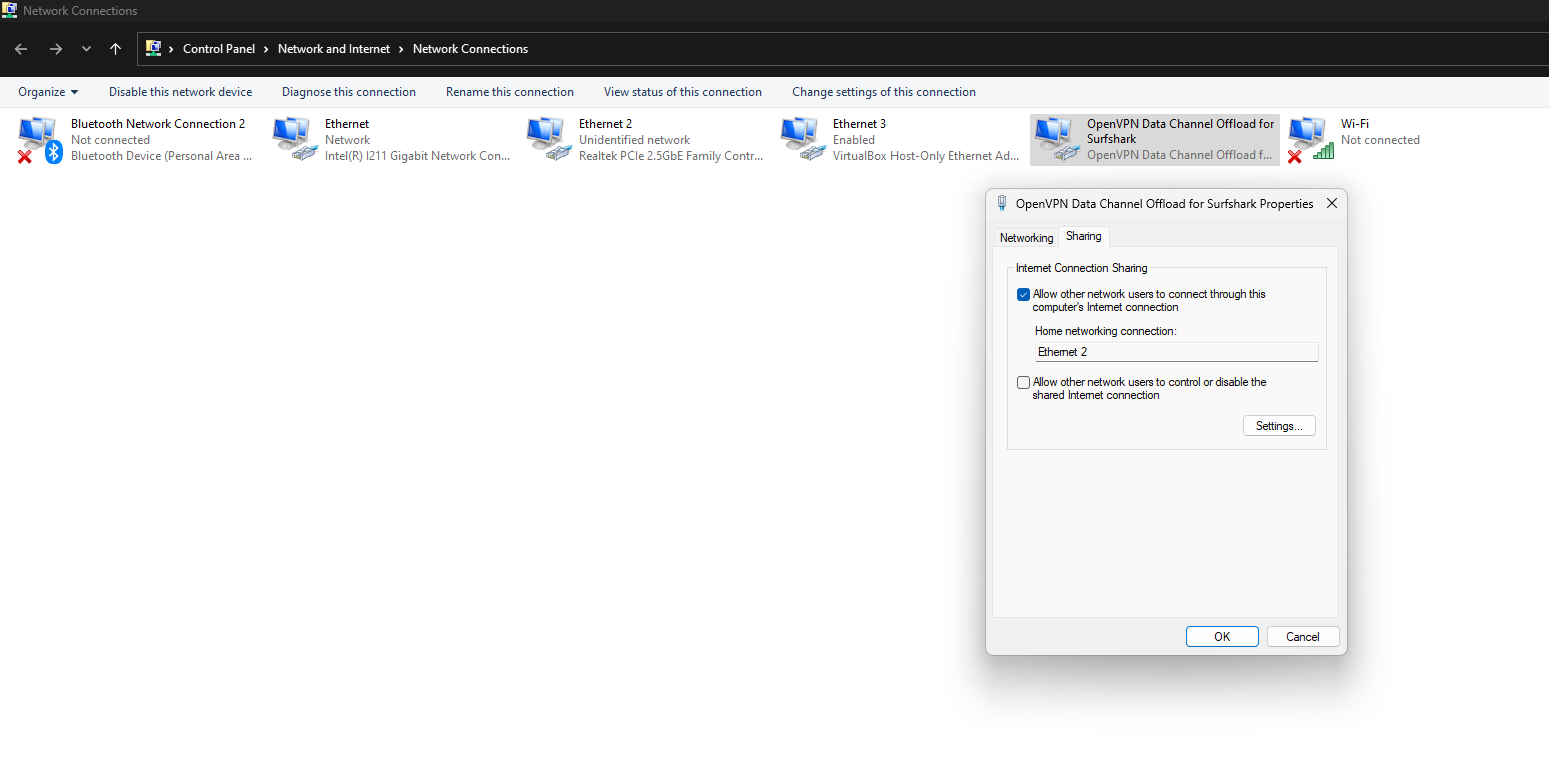 Network Connections
Control Panel > Network and Internet > Network Connections
Organize
Disable this network device
Diagnose this connection
Rename this connection
View status of this connection
Change settings of this connection
Bluetooth Network Connection 2
Not connected
Bluetooth Device (Personal Area ...
Ethernet
Network
Intel(R) I211 Gigabit Network Con...
Ethernet 2
Unidentified network
Realtek PCIe 2.5GbE Family Contr...
Ethernet 3
Enabled
VirtualBox Host-Only Ethernet Ad...
OpenVPN Data Channel Offload for
Surfshark
OpenVPN Data Channel Offload f...
Wi-Fi
Not connected
OpenVPN Data Channel Offload for Surfshark Properties
Networking
Sharing
Internet Connection Sharing
Allow other network users to connect through this
computer's Internet connection
Home networking connection:
Ethernet 2
Allow other network users to control or disable the
shared Internet connection
Settings...
OK
Cancel